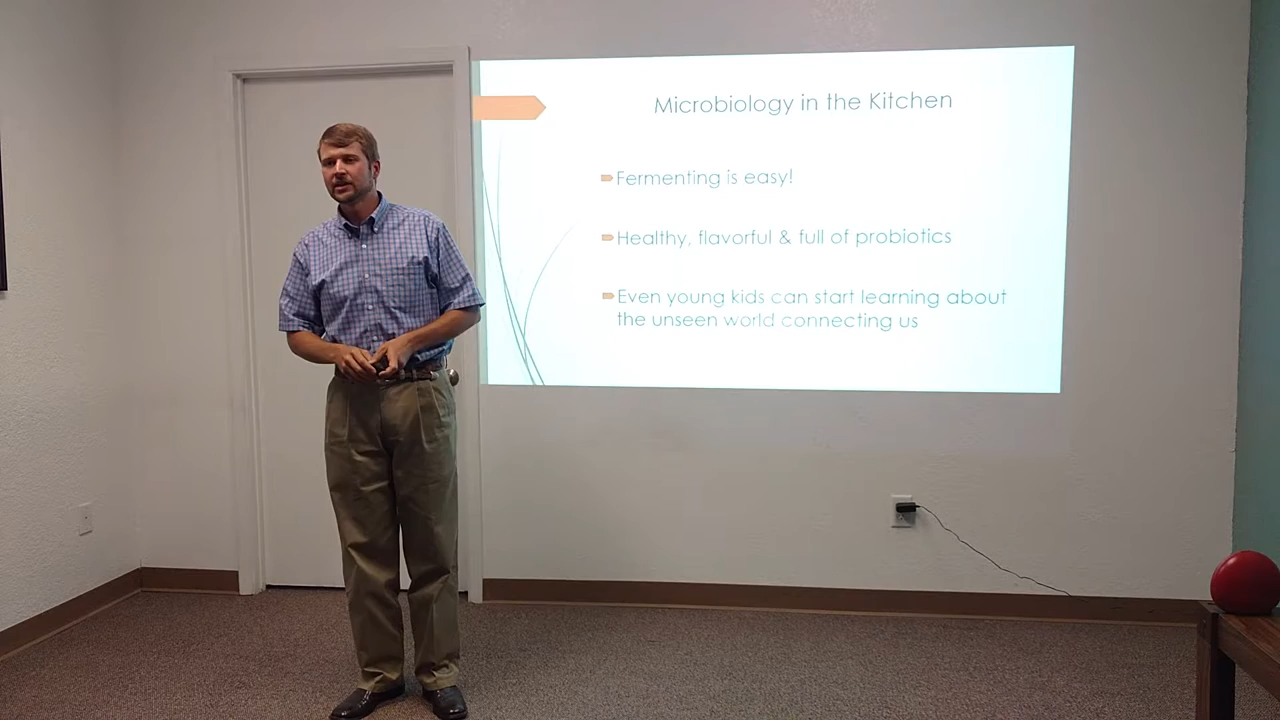 Microbiology in the Kitchen
Fermenting is easy!
Healthy, flavorful & full of probiotics
Even young kids can start learning about
the unseen world connecting us